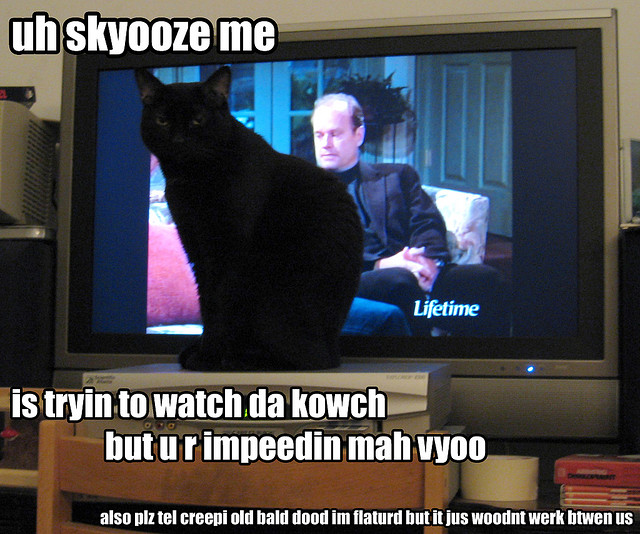 uh skyooze me
Lifetime
is tryin to watch da kowch
but u r impeedin mah vyoo
also plz tel creepi old bald dood im flaturd but it jus woodnt werk btwen us